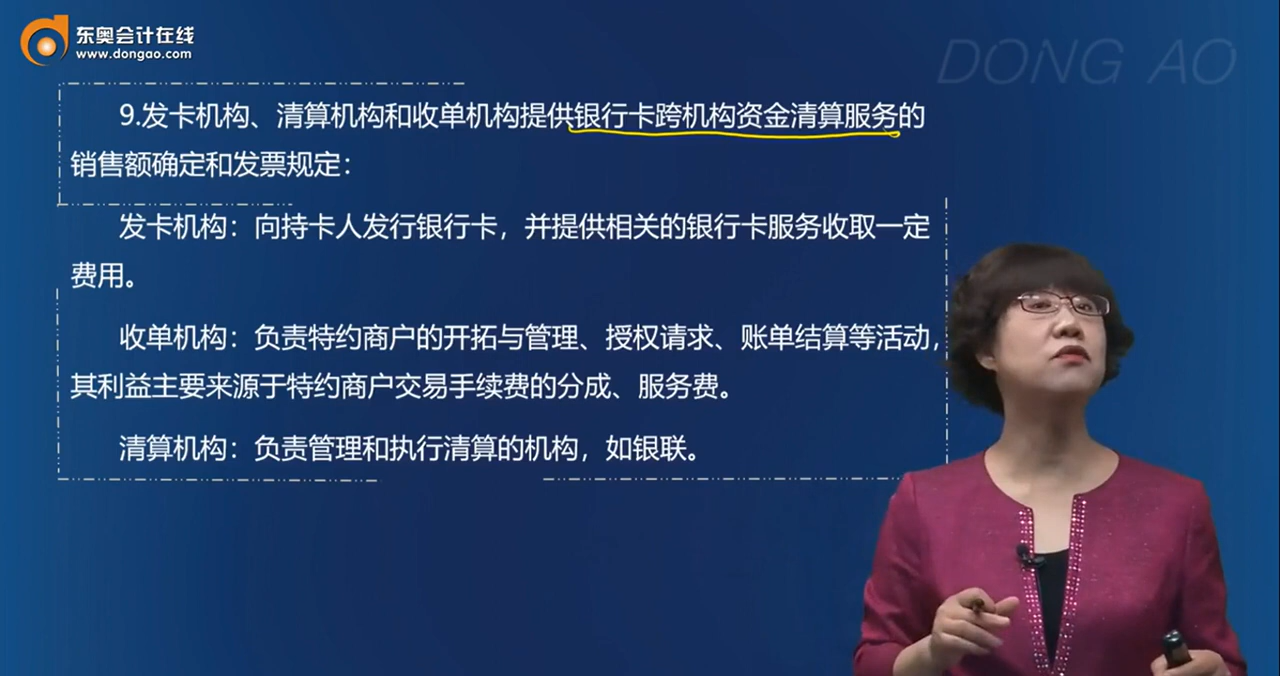 东奥会计在线
www.dongao.com
DONG AO
9.发卡机构、清算机构和收单机构提供银行卡跨机构资金清算服务的
销售额确定和发票规定：
发卡机构：向持卡人发行银行卡，并提供相关的银行卡服务收取一定
费用。
收单机构：负责特约商户的开拓与管理、授权请求、账单结算等活动，
其利益主要来源于特约商户交易手续费的分成、服务费。
清算机构：负责管理和执行清算的机构，如银联。